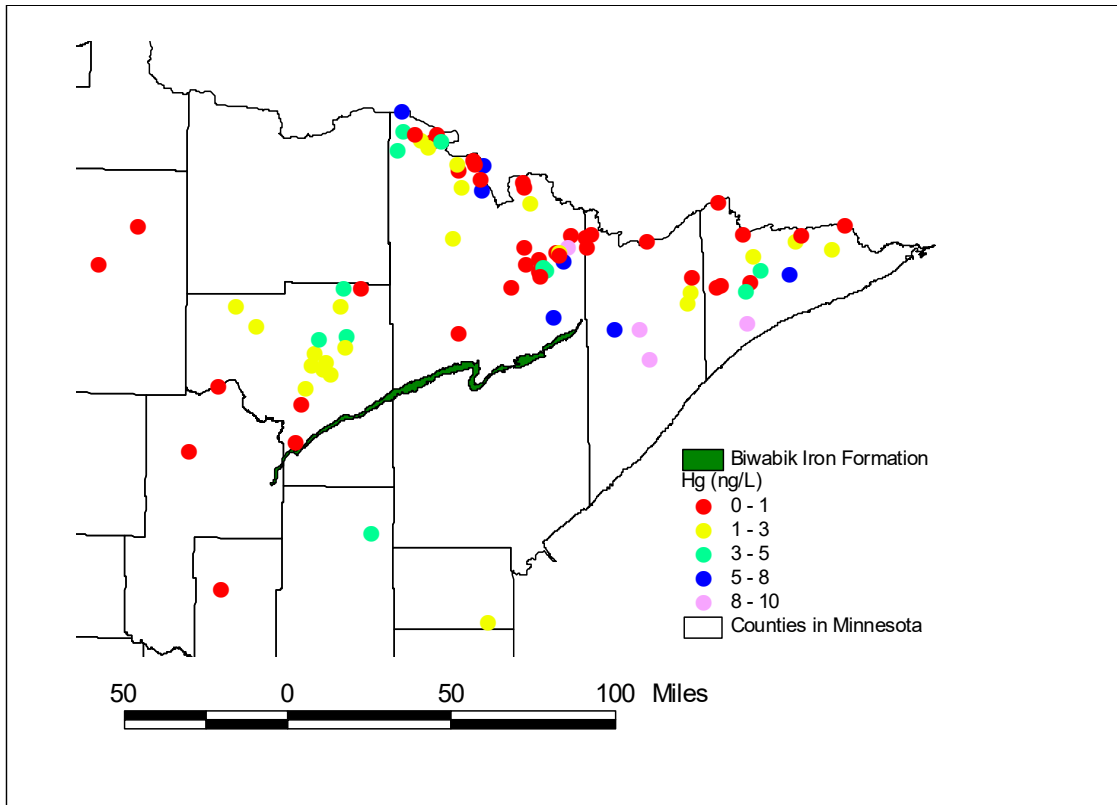 Biwabik Iron Formation
Hg (ng/L)
0 - 1
1 - 3
3 - 5
5 - 8
8 - 10
Counties in Minnesota
50 0 50 100 Miles